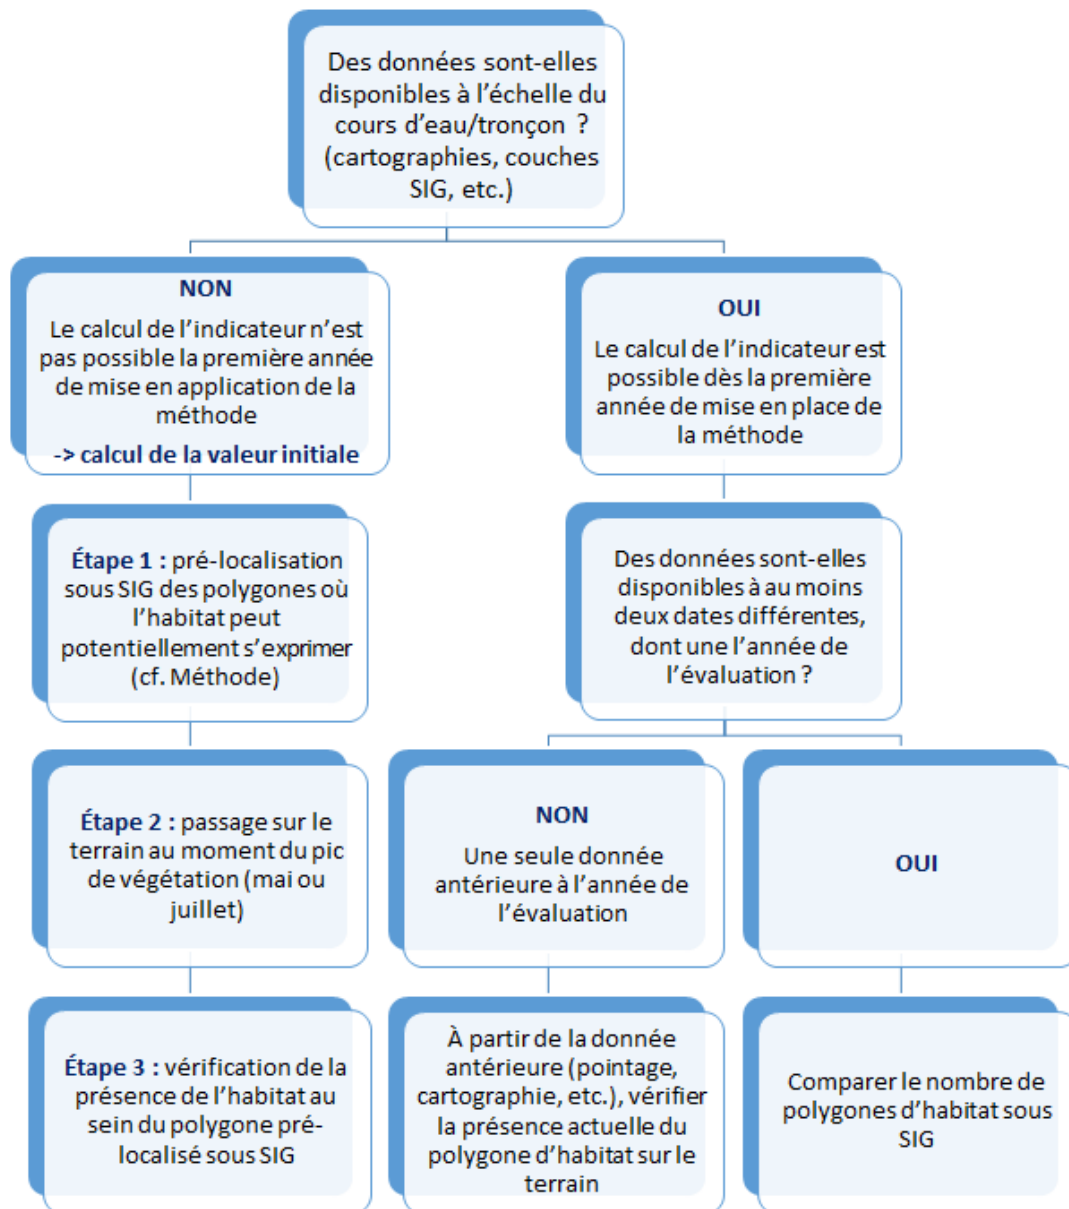 Des données sont-elles
disponibles à l’échelle du
cours d’eau/tronçon ?
(cartographies, couches
SIG, etc.)
NON
Le calcul de l’indicateur n’est
pas possible la première année
de mise en application de la
méthode
-> calcul de la valeur initiale
OUI
Le calcul de l’indicateur est
possible dès la première
année de mise en place de
la méthode
Étape 1 : pré-localisation
sous SIG des polygones où
l’habitat peut
potentiellement s’exprimer
(cf. Méthode)
Des données sont-elles
disponibles à au moins
deux dates différentes,
dont une l’année de
l’évaluation ?
Étape 2 : passage sur le
terrain au moment du pic
de végétation (mai ou
juillet)
NON
Une seule donnée
antérieure à l’année de
l’évaluation
OUI
Étape 3 : vérification de la
présence de l’habitat au
sein du polygone pré-
localisé sous SIG
À partir de la donnée
antérieure (pointage,
cartographie, etc.), vérifier
la présence actuelle du
polygone d’habitat sur le
terrain
Comparer le nombre de
polygones d’habitat sous
SIG